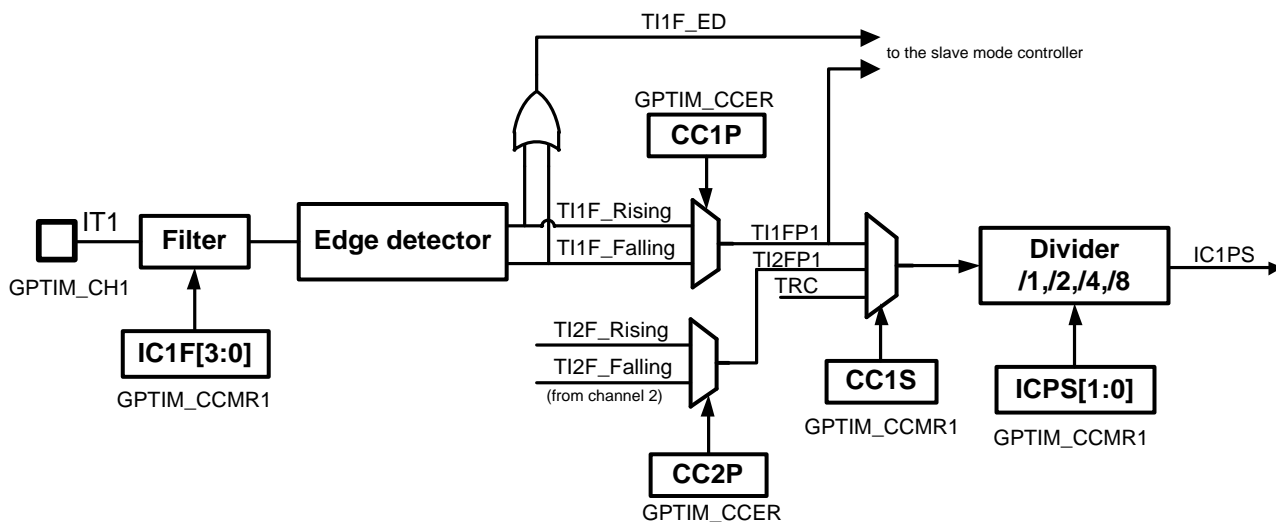 TI1F_ED
to the slave mode controller
GPTIM_CCER
CC1P
IT1
Filter
Edge detector
TI1F_Rising
TI1F_Falling
GPTIM_CH1
TI1FP1
TI2FP1
TRC
Divider
/1,/2,/4,/8
IC1PS
IC1F[3:0]
GPTIM_CCMR1
TI2F_Rising
TI2F_Falling
(from channel 2)
CC1S
GPTIM_CCMR1
ICPS[1:0]
GPTIM_CCMR1
CC2P
GPTIM_CCER